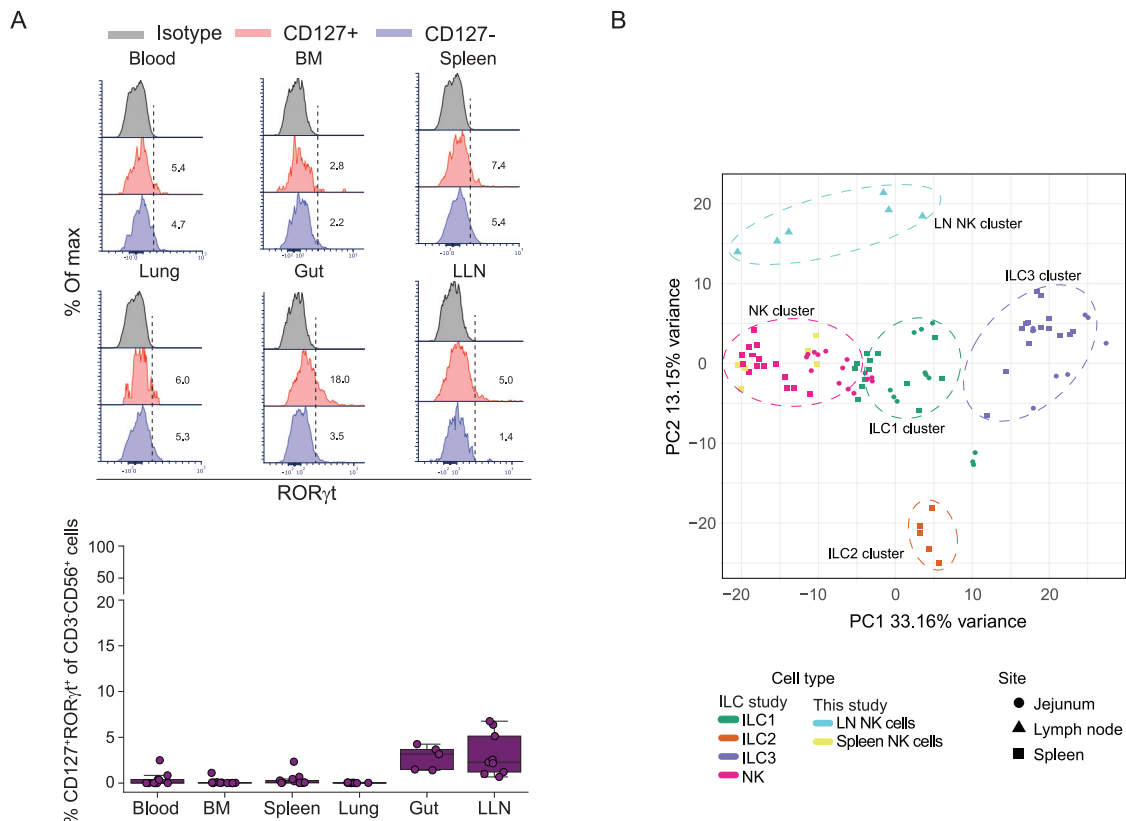 A
Isotype CD127+ CD127-
Blood BM Spleen
5.4 2.8 7.4
4.7 2.2 5.4
Lung Gut LLN
6.0 18.0 5.0
5.3 3.5 1.4
% Of max
RORγt
% CD127⁺RORγt⁺ of CD3⁻CD56⁺ cells
100
50
20
15
10
5
0
Blood BM Spleen Lung Gut LLN
B
LN NK cluster
ILC3 cluster
NK cluster
ILC1 cluster
ILC2 cluster
PC2 13.15% variance
20
10
0
−10
−20
−20 −10 0 10 20
PC1 33.16% variance
Cell type
ILC study
ILC1
ILC2
ILC3
NK
This study
LN NK cells
Spleen NK cells
Site
Jejunum
Lymph node
Spleen